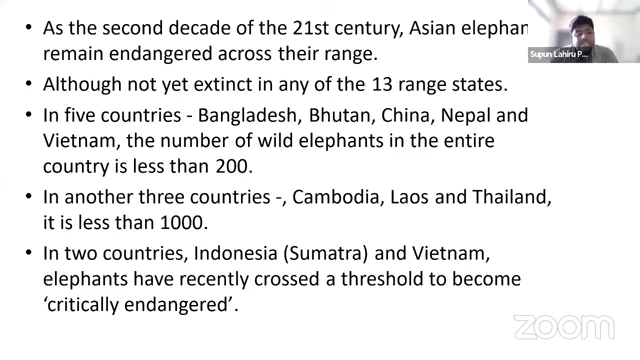 • As the second decade of the 21st century, Asian elephan
remain endangered across their range.
• Although not yet extinct in any of the 13 range states.
• In five countries - Bangladesh, Bhutan, China, Nepal and
Vietnam, the number of wild elephants in the entire
country is less than 200.
• In another three countries -, Cambodia, Laos and Thailand,
it is less than 1000.
• In two countries, Indonesia (Sumatra) and Vietnam,
elephants have recently crossed a threshold to become
‘critically endangered’.
Supun Lahiru P...
zoom